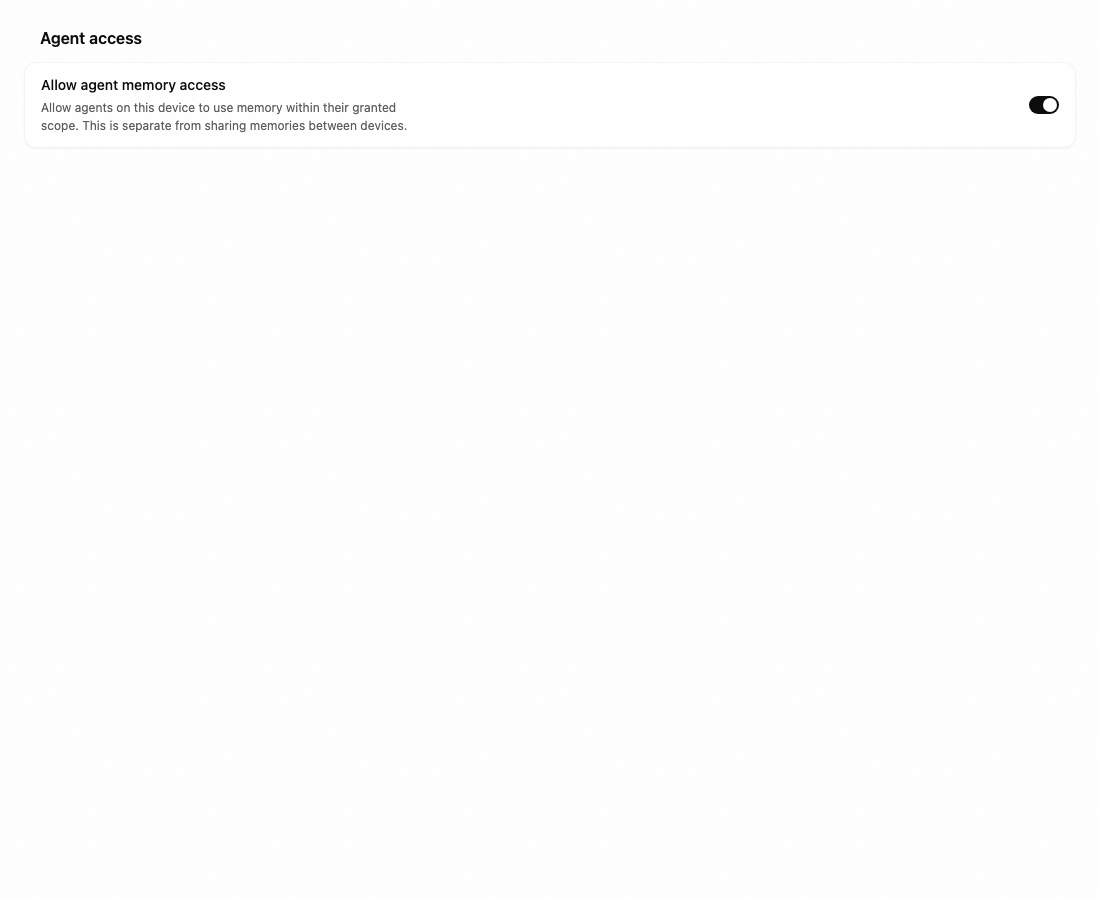 Agent access
Allow agent memory access
Allow agents on this device to use memory within their granted
scope. This is separate from sharing memories between devices.